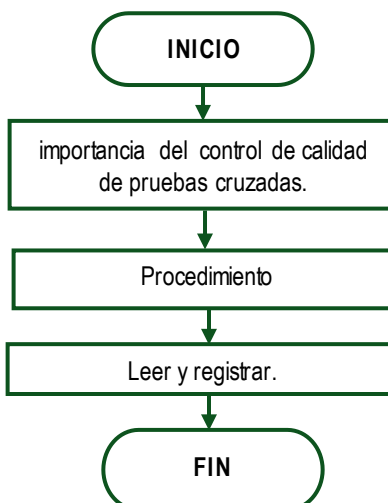 INICIO
importancia del control de calidad
de pruebas cruzadas.
Procedimiento
Leer y registrar.
FIN